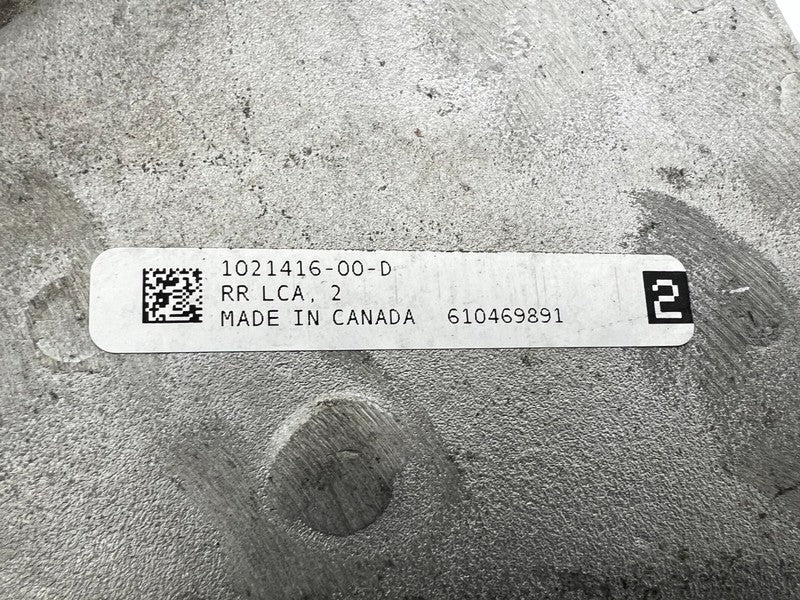 1021416-00-D
RR LCA, 2
MADE IN CANADA 610469891
2